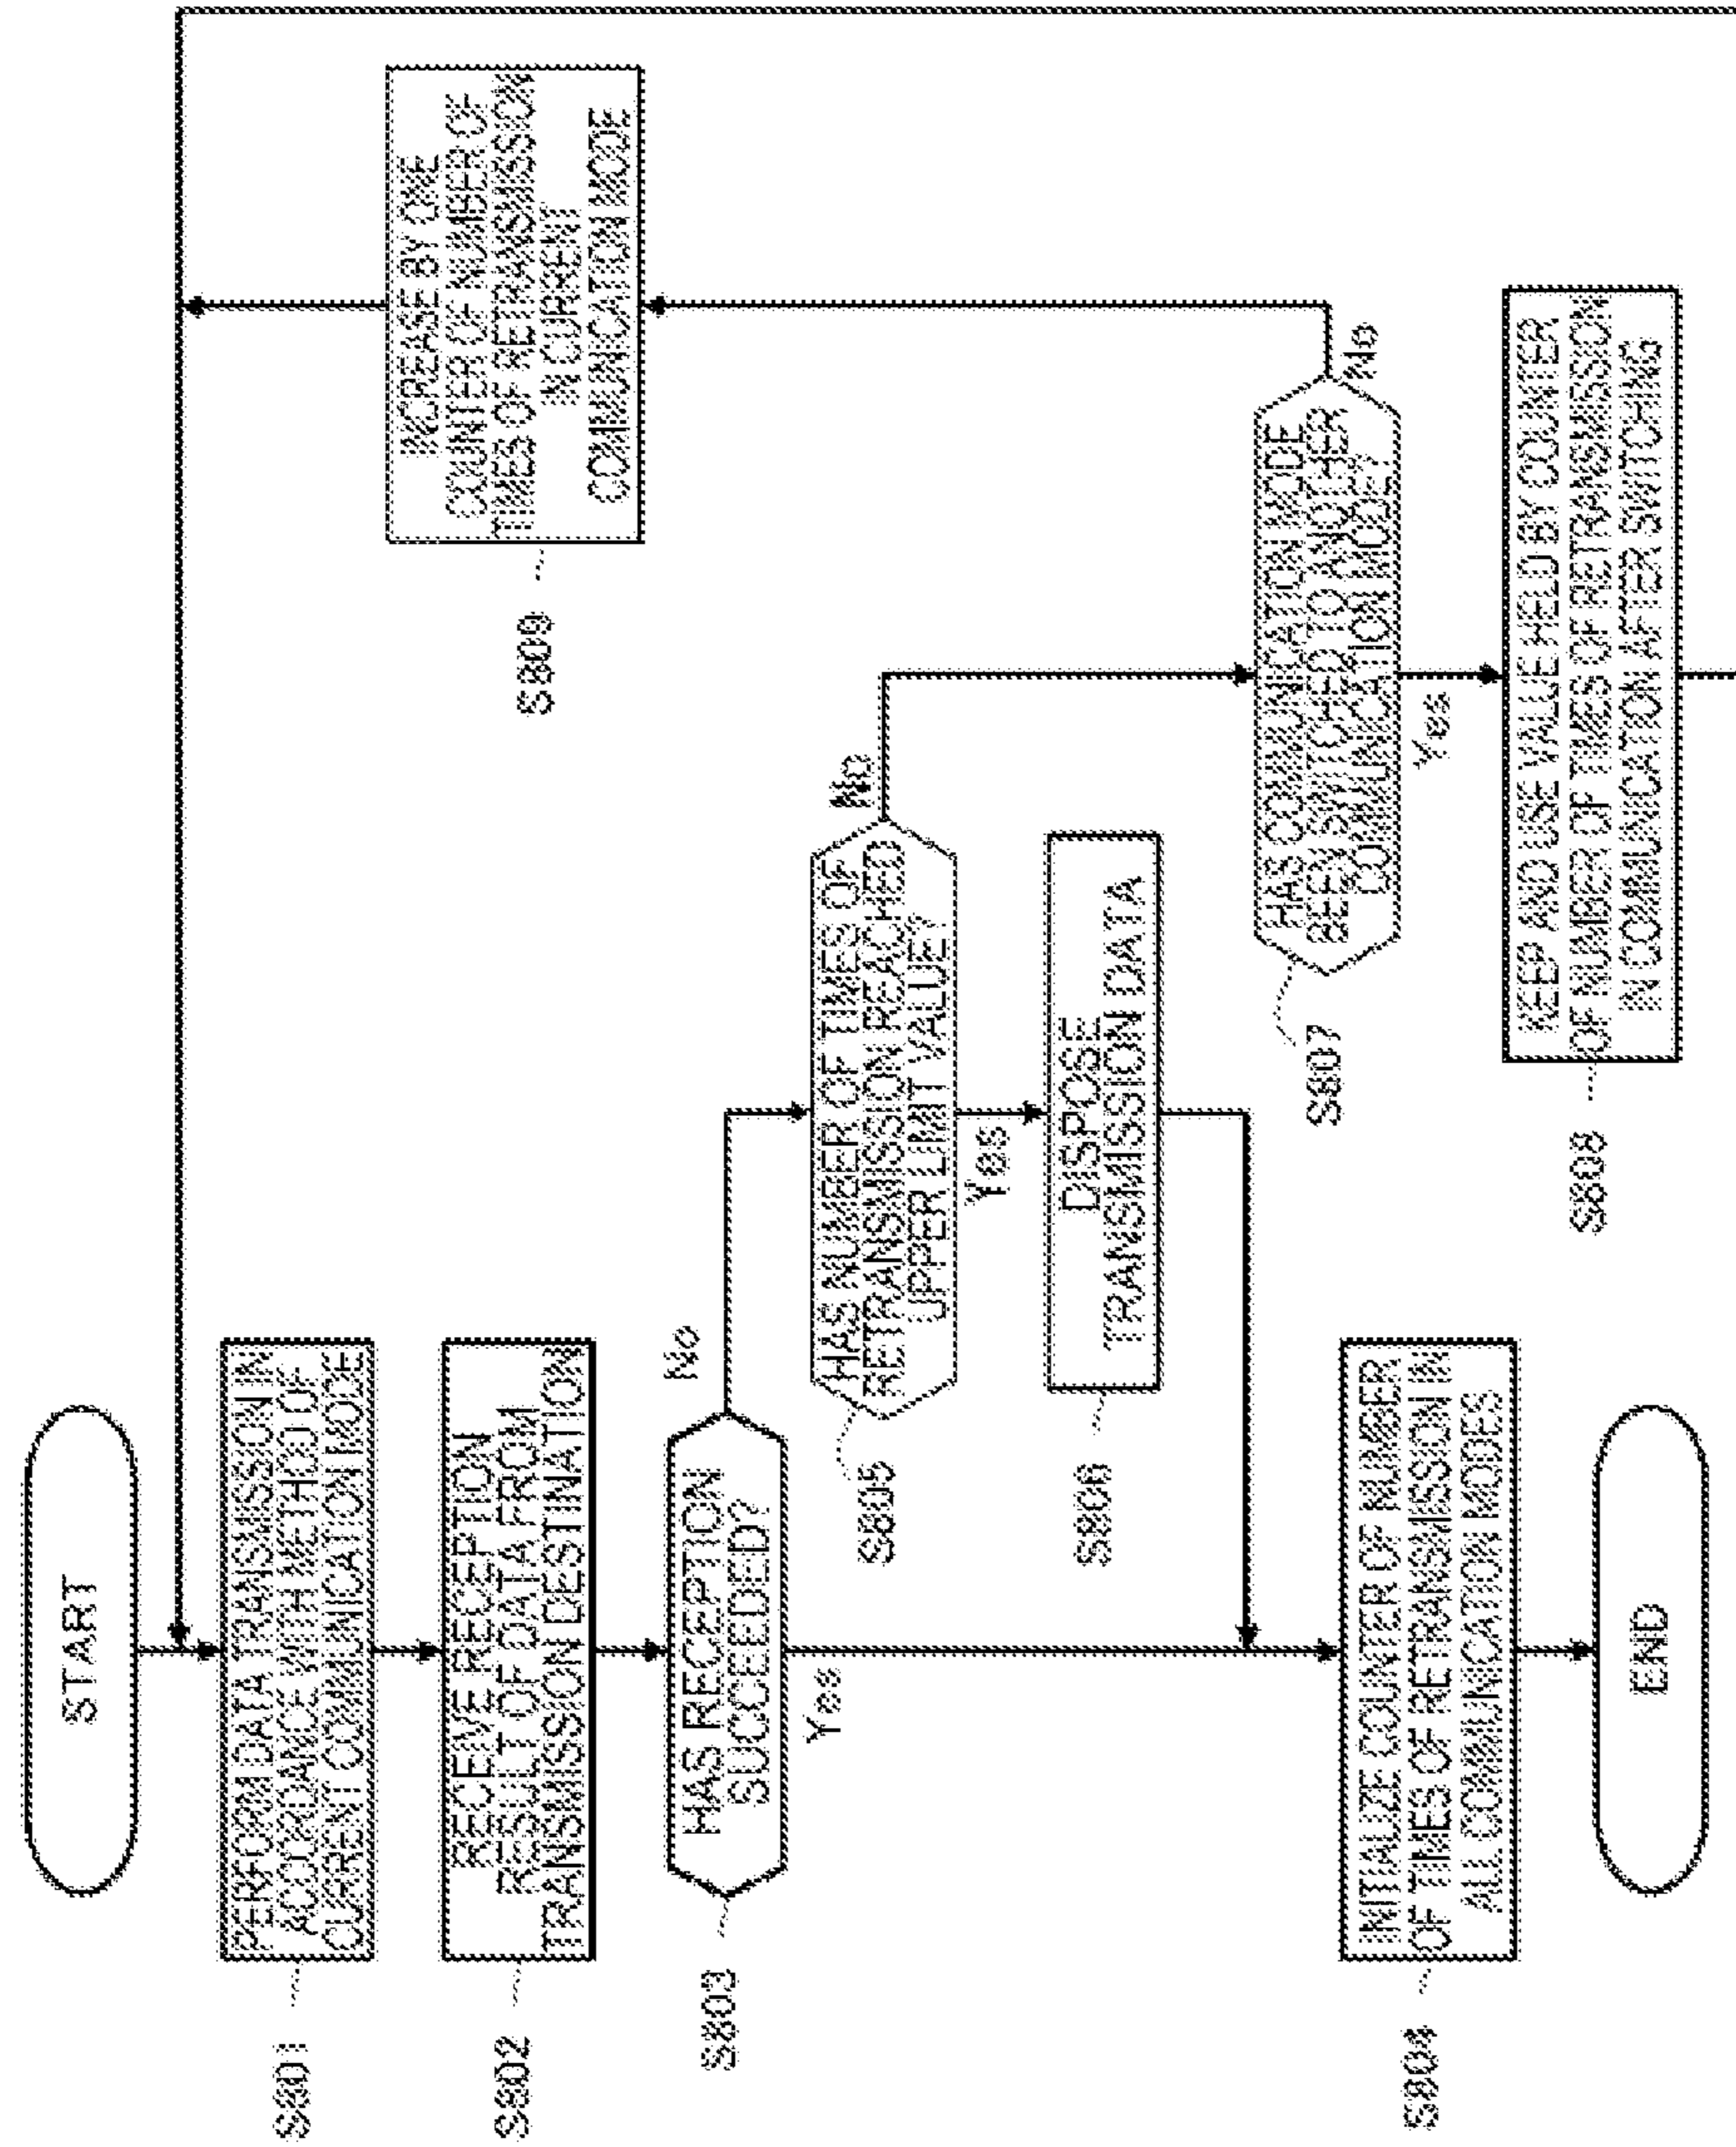 START
S801
PERFORM DATA TRANSMISSION IN
ACCORDANCE WITH METHOD OF
CURRENT COMMUNICATION MODE
S802
RECEIVE RECEPTION
RESULT OF DATA FROM
TRANSMISSION DESTINATION
S803
HAS RECEPTION
SUCCEEDED?
No
Yes
S805
HAS NUMBER OF TIMES OF
RETRANSMISSION REACHED
UPPER LIMIT VALUE?
No
Yes
S806
DISPOSE
TRANSMISSION DATA
S807
HAS COMMUNICATION MODE
BEEN SWITCHED TO ANOTHER
COMMUNICATION MODE?
No
Yes
S808
KEEP AND USE VALUE HELD BY COUNTER
OF NUMBER OF TIMES OF RETRANSMISSION
IN COMMUNICATION AFTER SWITCHING
S809
INCREASE BY ONE
COUNTER OF NUMBER OF
TIMES OF RETRANSMISSION
IN CURRENT
COMMUNICATION MODE
S804
INITIALIZE COUNTER OF NUMBER
OF TIMES OF RETRANSMISSION IN
ALL COMMUNICATION MODES
END